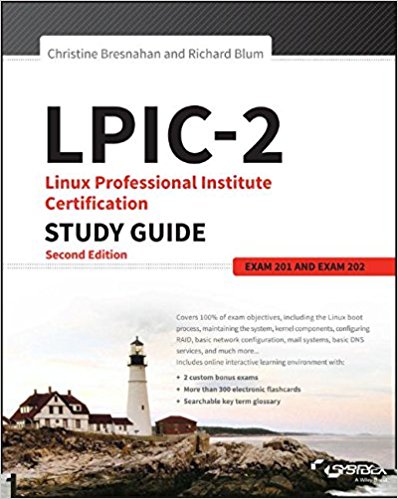 Christine Bresnahan and Richard Blum
LPIC-2
Linux Professional Institute
Certification
STUDY GUIDE
Second Edition
EXAM 201 AND EXAM 202
Covers 100% of exam objectives, including the Linux boot
process, maintaining the system, kernel components, configuring
RAID, basic network configuration, mail systems, basic DNS
services, and much more...
Includes online interactive learning environment with:
• 2 custom bonus exams
• More than 300 electronic flashcards
• Searchable key term glossary
SYBEX
A Wiley Brand
1